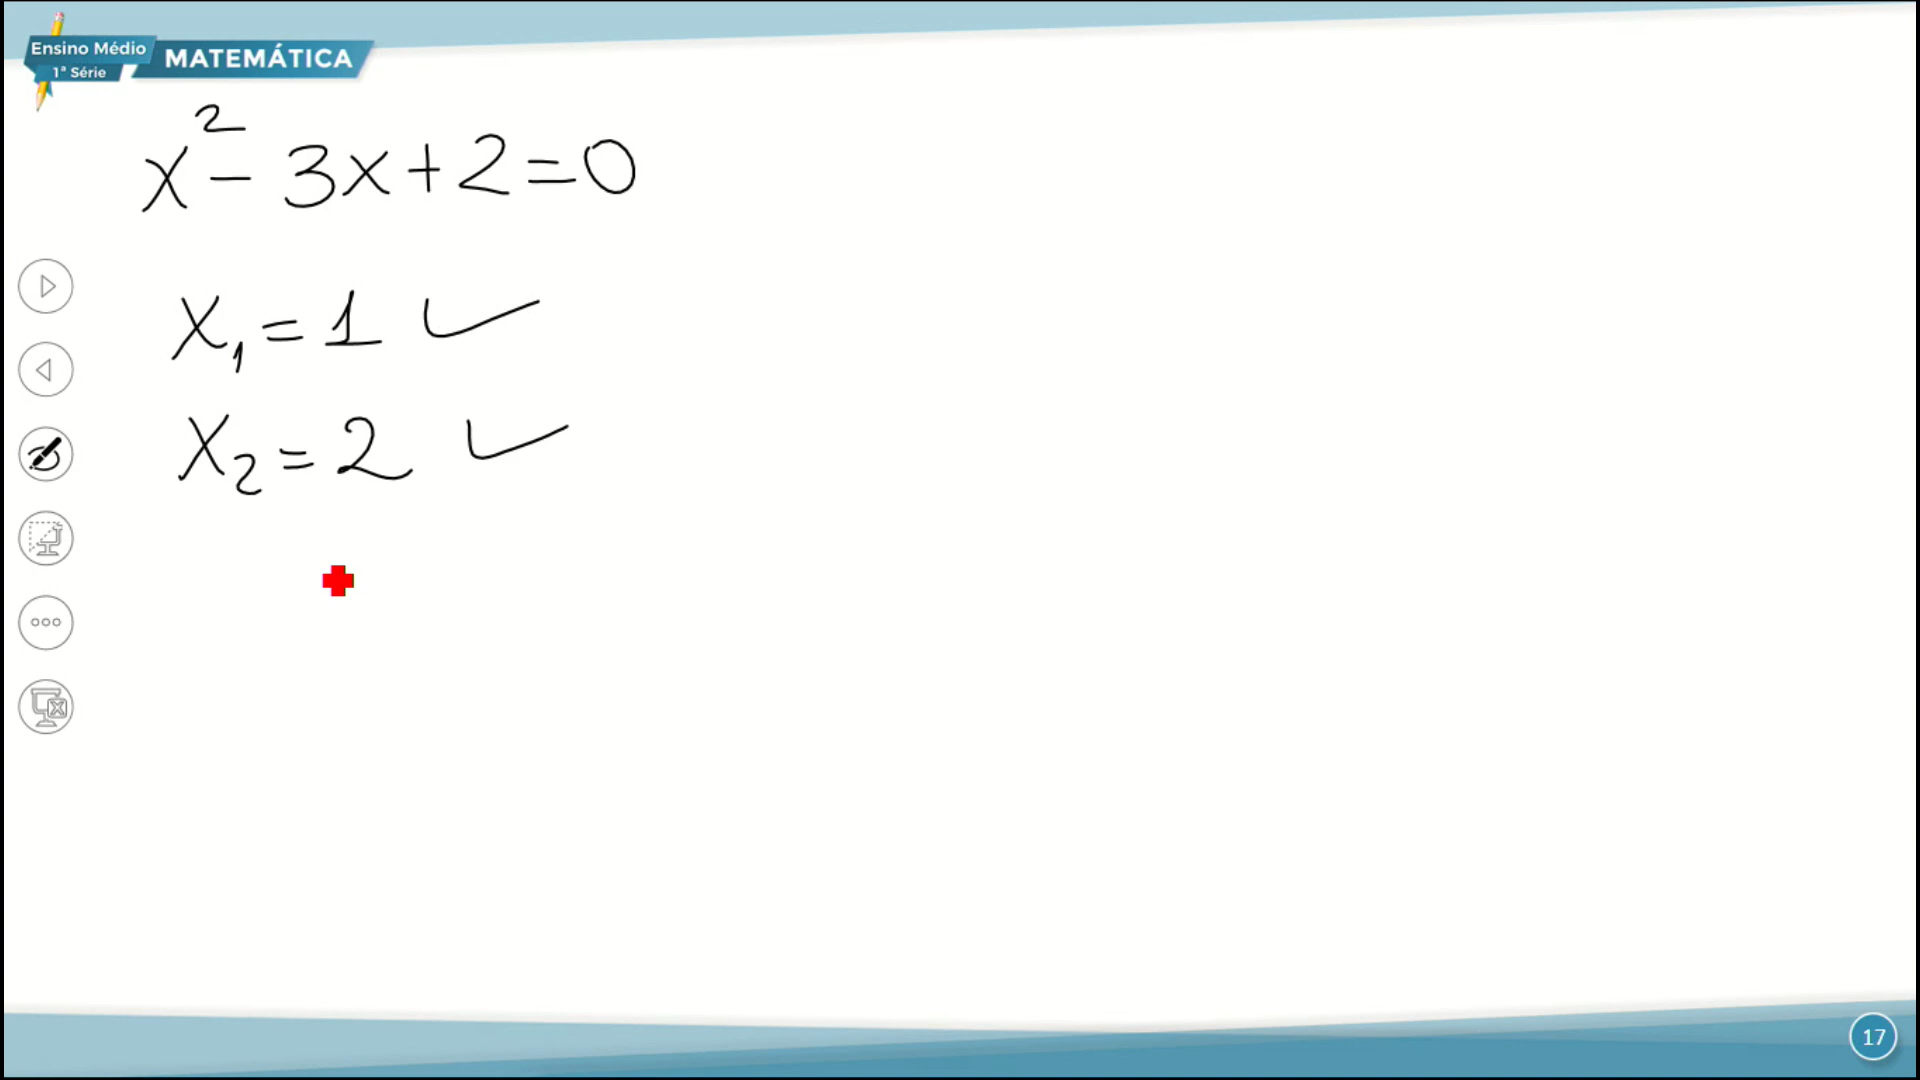 Ensino Médio
1ª Série
MATEMÁTICA
x² - 3x + 2 = 0
x₁ = 1 ✓
x₂ = 2 ✓
17